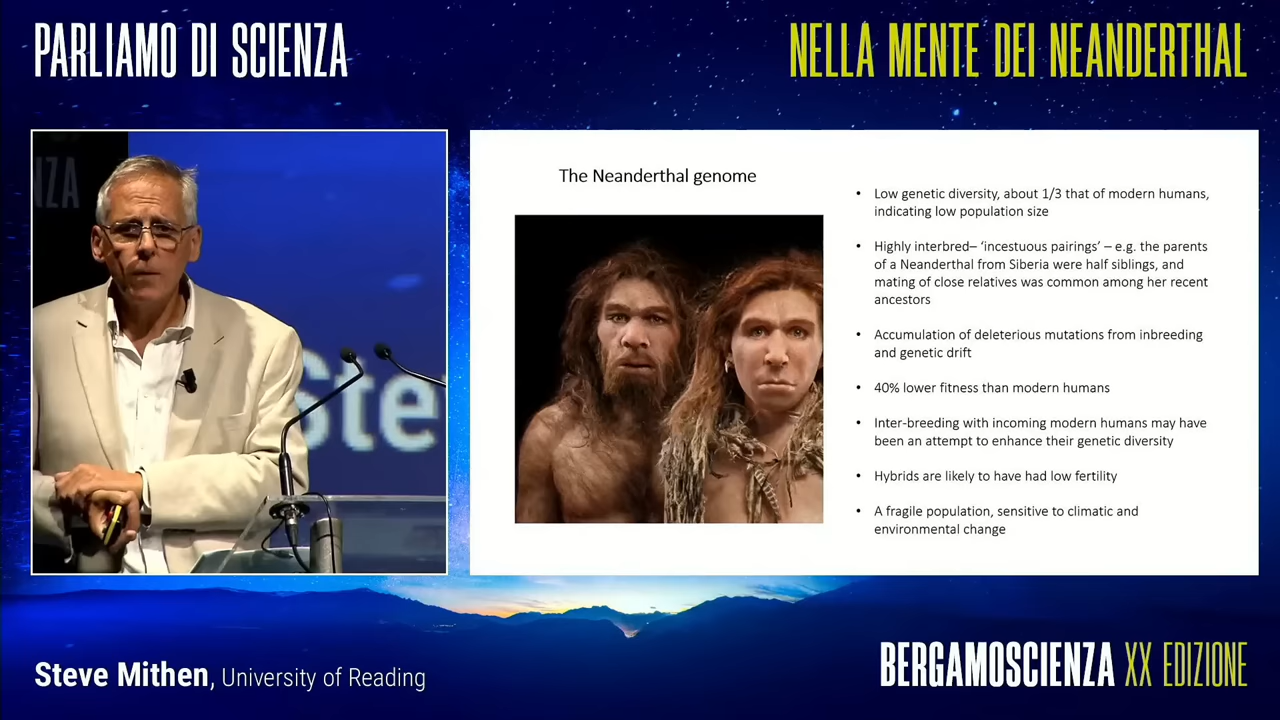 PARLIAMO DI SCIENZA
NELLA MENTE DEI NEANDERTHAL
NZA
Ste
The Neanderthal genome
• Low genetic diversity, about 1/3 that of modern humans,
indicating low population size
• Highly interbred– ‘incestuous pairings’ – e.g. the parents
of a Neanderthal from Siberia were half siblings, and
mating of close relatives was common among her recent
ancestors
• Accumulation of deleterious mutations from inbreeding
and genetic drift
• 40% lower fitness than modern humans
• Inter-breeding with incoming modern humans may have
been an attempt to enhance their genetic diversity
• Hybrids are likely to have had low fertility
• A fragile population, sensitive to climatic and
environmental change
Steve Mithen, University of Reading
BERGAMOSCIENZA XX EDIZIONE